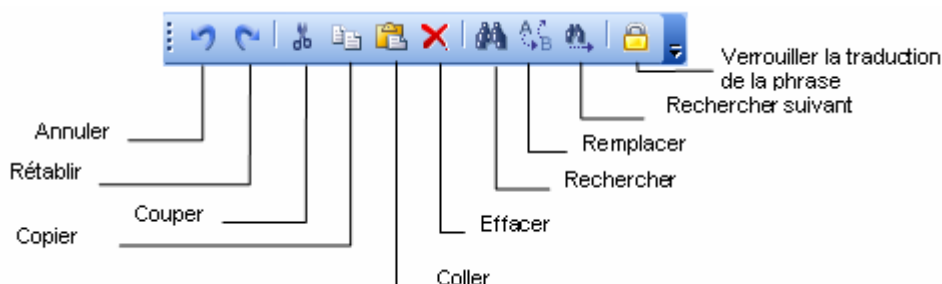 A
B
Verrouiller la traduction
de la phrase
Rechercher suivant
Annuler
Remplacer
Rétablir
Rechercher
Couper
Effacer
Copier
Coller